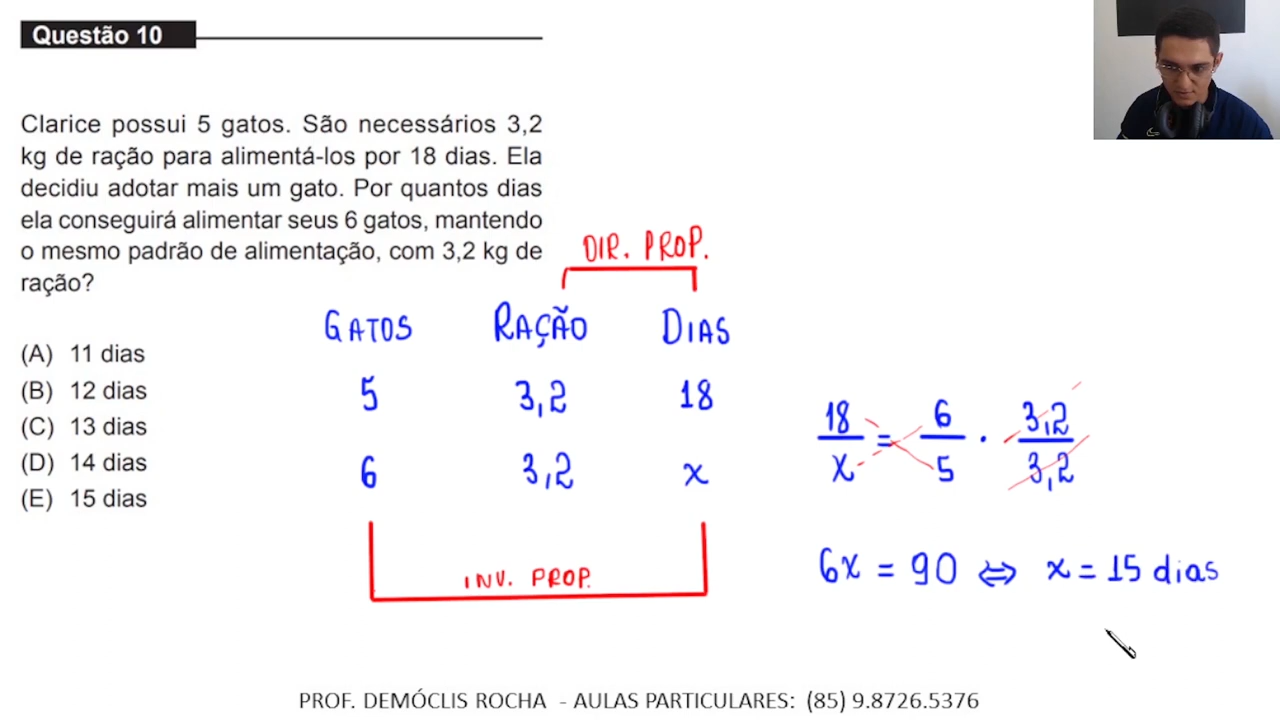 Questão 10
Clarice possui 5 gatos. São necessários 3,2
kg de ração para alimentá-los por 18 dias. Ela
decidiu adotar mais um gato. Por quantos dias
ela conseguirá alimentar seus 6 gatos, mantendo
o mesmo padrão de alimentação, com 3,2 kg de
ração?
(A) 11 dias
(B) 12 dias
(C) 13 dias
(D) 14 dias
(E) 15 dias
DIR. PROP.
GATOS RAÇÃO DIAS
5 3,2 18
6 3,2 x
INV. PROP.
18/x = 6/5 · 3,2/3,2
6x = 90 ⇔ x = 15 dias
PROF. DEMÓCLIS ROCHA - AULAS PARTICULARES: (85) 9.8726.5376